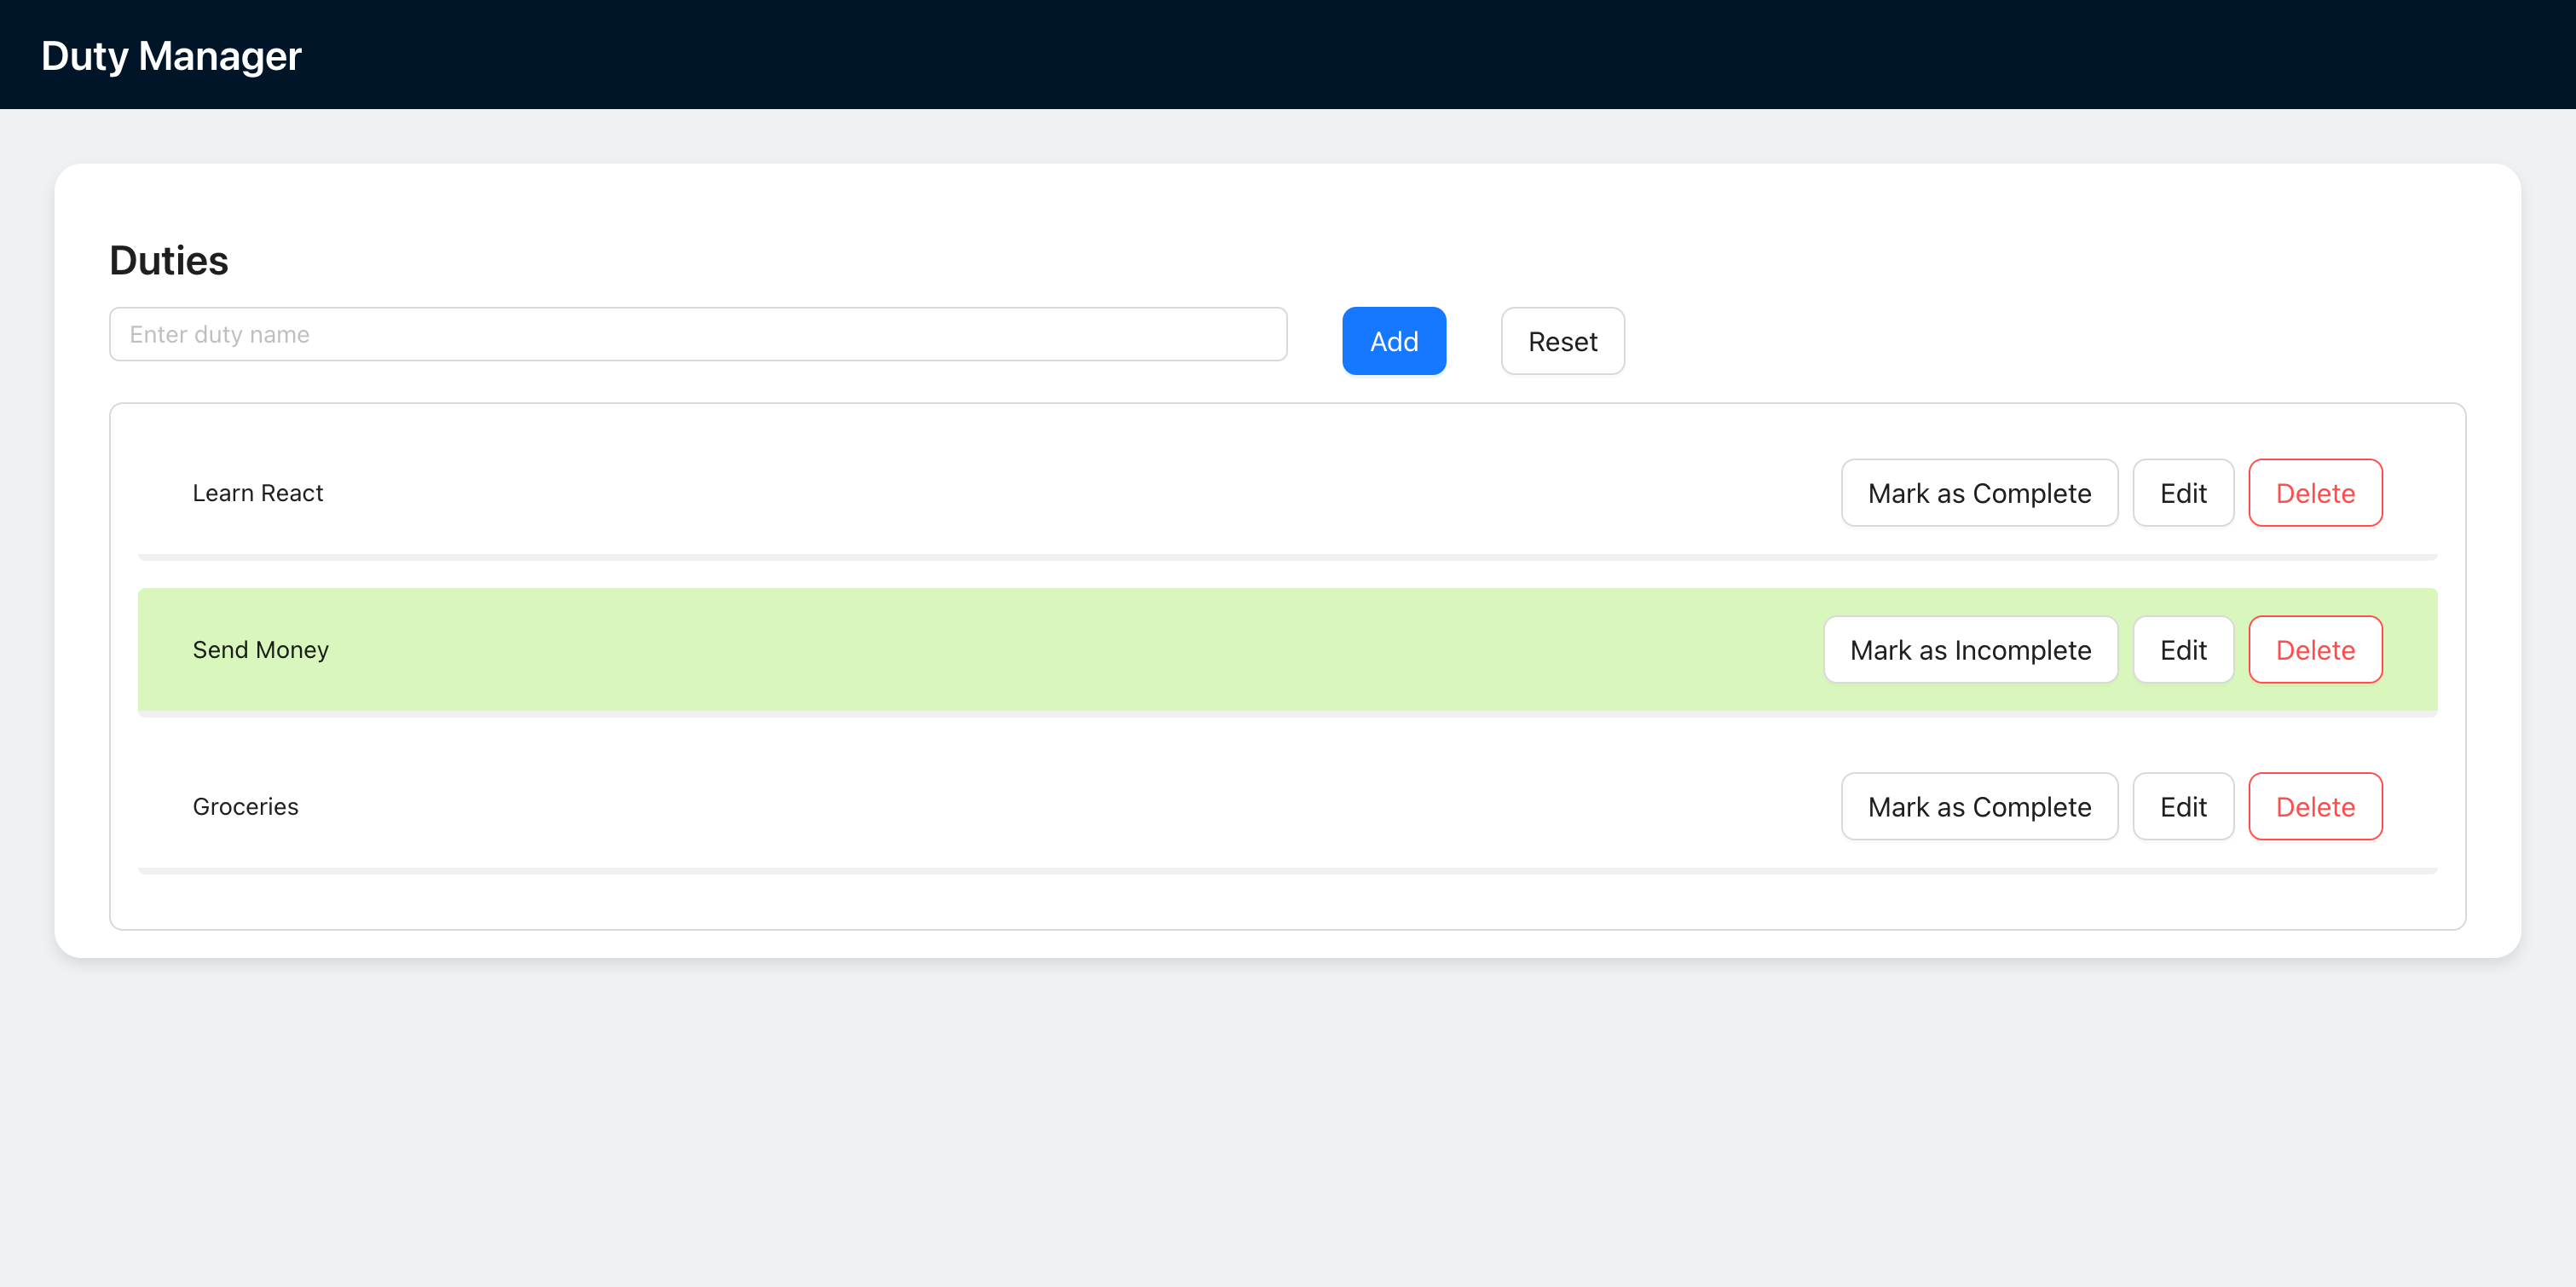 Duty Manager
Duties
Enter duty name
Add
Reset
Learn React
Mark as Complete
Edit
Delete
Send Money
Mark as Incomplete
Edit
Delete
Groceries
Mark as Complete
Edit
Delete